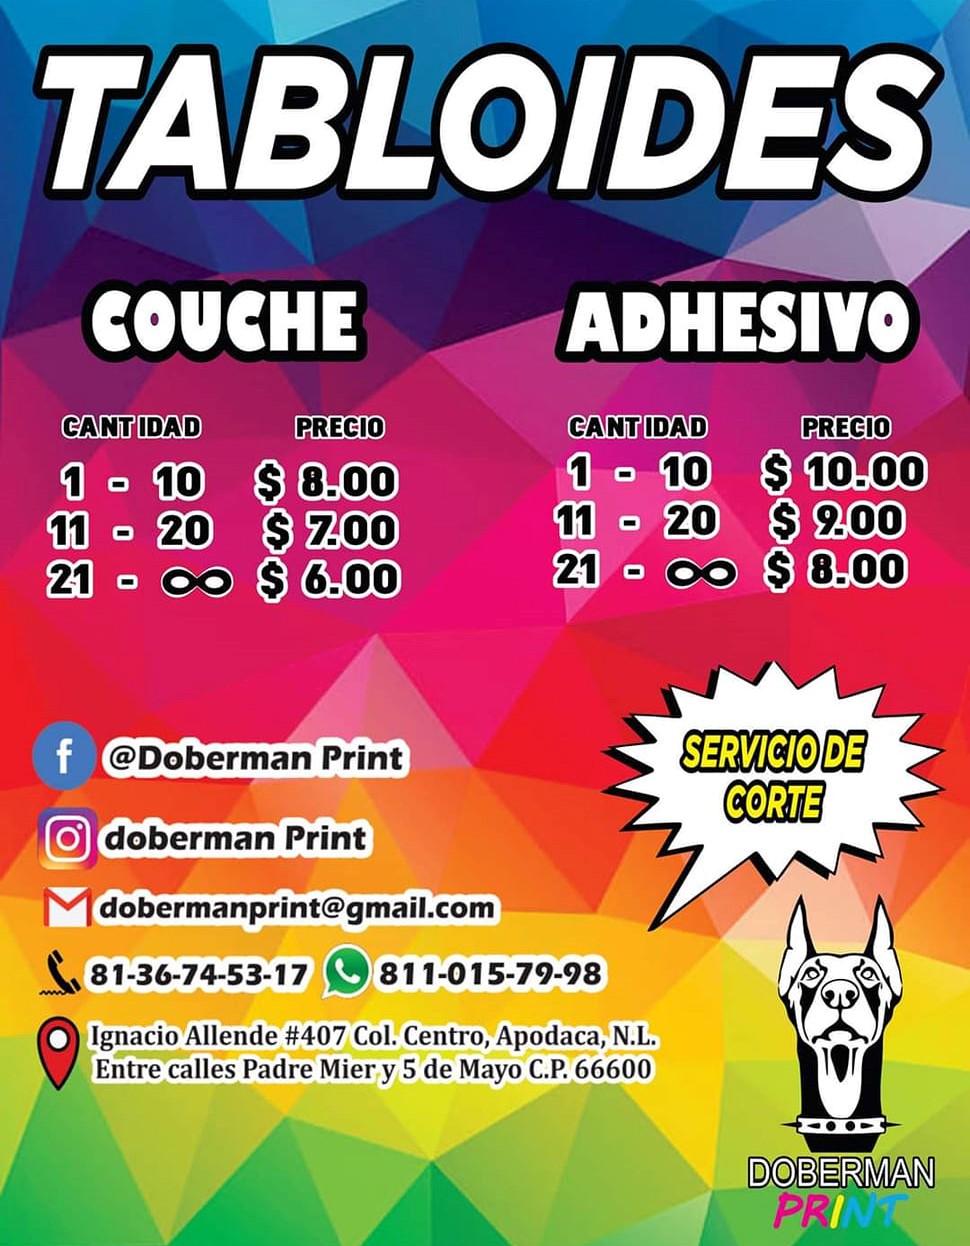 TABLOIDES
COUCHE
CANTIDAD PRECIO
1 - 10 $ 8.00
11 - 20 $ 7.00
21 - ∞ $ 6.00
ADHESIVO
CANTIDAD PRECIO
1 - 10 $ 10.00
11 - 20 $ 9.00
21 - ∞ $ 8.00
SERVICIO DE
CORTE
@Doberman Print
doberman Print
dobermanprint@gmail.com
81-36-74-53-17 811-015-79-98
Ignacio Allende #407 Col. Centro, Apodaca, N.L.
Entre calles Padre Mier y 5 de Mayo C.P. 66600
DOBERMAN
PRINT